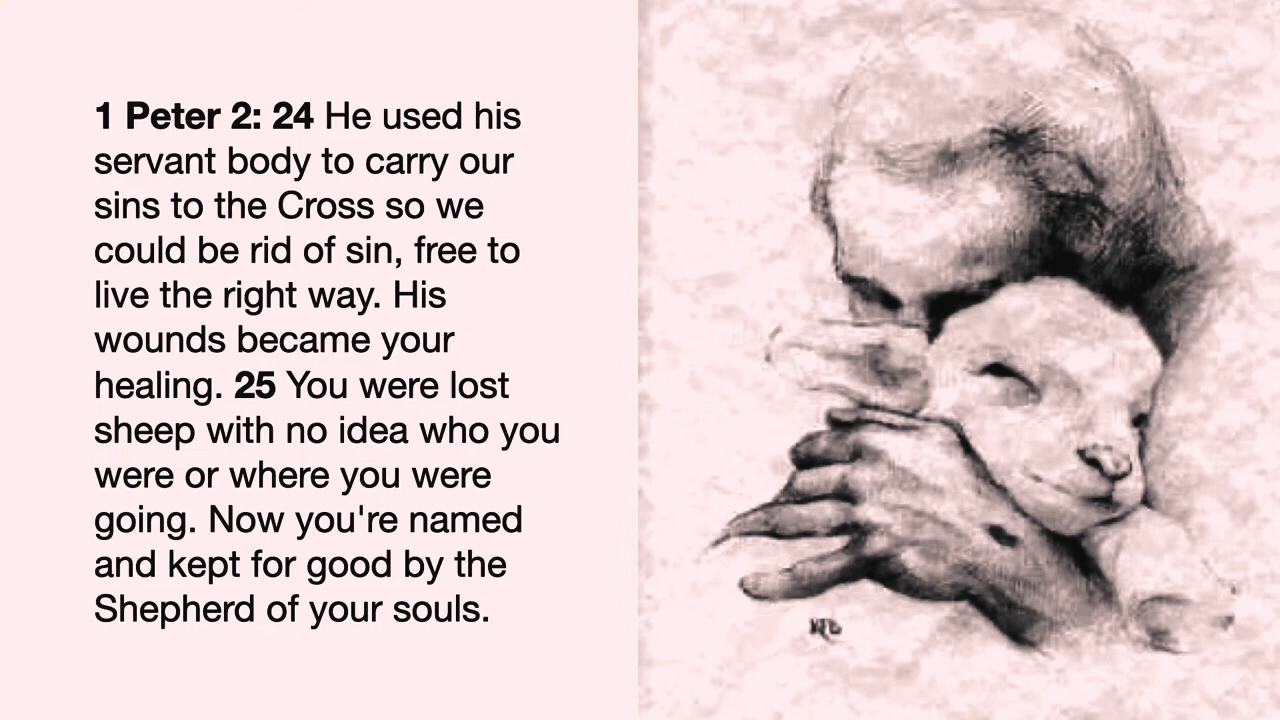 1 Peter 2: 24 He used his
servant body to carry our
sins to the Cross so we
could be rid of sin, free to
live the right way. His
wounds became your
healing. 25 You were lost
sheep with no idea who you
were or where you were
going. Now you're named
and kept for good by the
Shepherd of your souls.